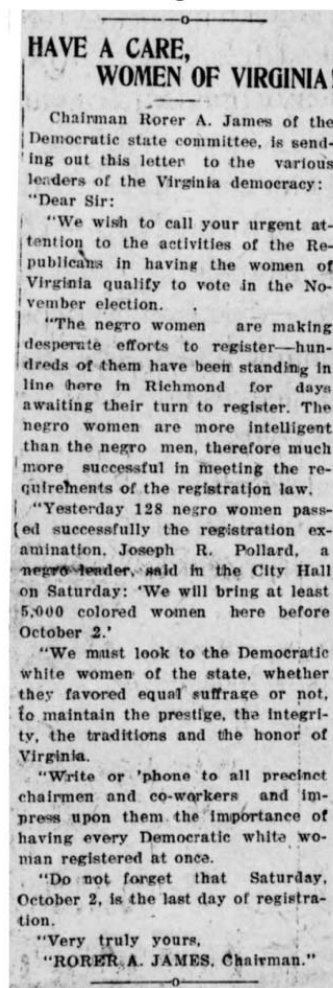 HAVE A CARE,
WOMEN OF VIRGINIA!
Chairman Rorer A. James of the
Democratic state committee, is send-
ing out this letter to the various
leaders of the Virginia democracy:
"Dear Sir:
"We wish to call your urgent at-
tention to the activities of the Re-
publicans in having the women of
Virginia qualify to vote in the No-
vember election.
"The negro women are making
desperate efforts to register—hun-
dreds of them have been standing in
line here in Richmond for days
awaiting their turn to register. The
negro women are more intelligent
than the negro men, therefore much
more successful in meeting the re-
quirements of the registration law.
"Yesterday 128 negro women pass-
ed successfully the registration ex-
amination. Joseph R. Pollard, a
negro leader, said in the City Hall
on Saturday: 'We will bring at least
5,000 colored women here before
October 2.'
"We must look to the Democratic
white women of the state, whether
they favored equal suffrage or not,
to maintain the prestige, the integri-
ty, the traditions and the honor of
Virginia.
"Write or 'phone to all precinct
chairmen and co-workers and im-
press upon them the importance of
having every Democratic white wo-
man registered at once.
"Do not forget that Saturday,
October 2, is the last day of registra-
tion.
"Very truly yours,
"RORER A. JAMES, Chairman."